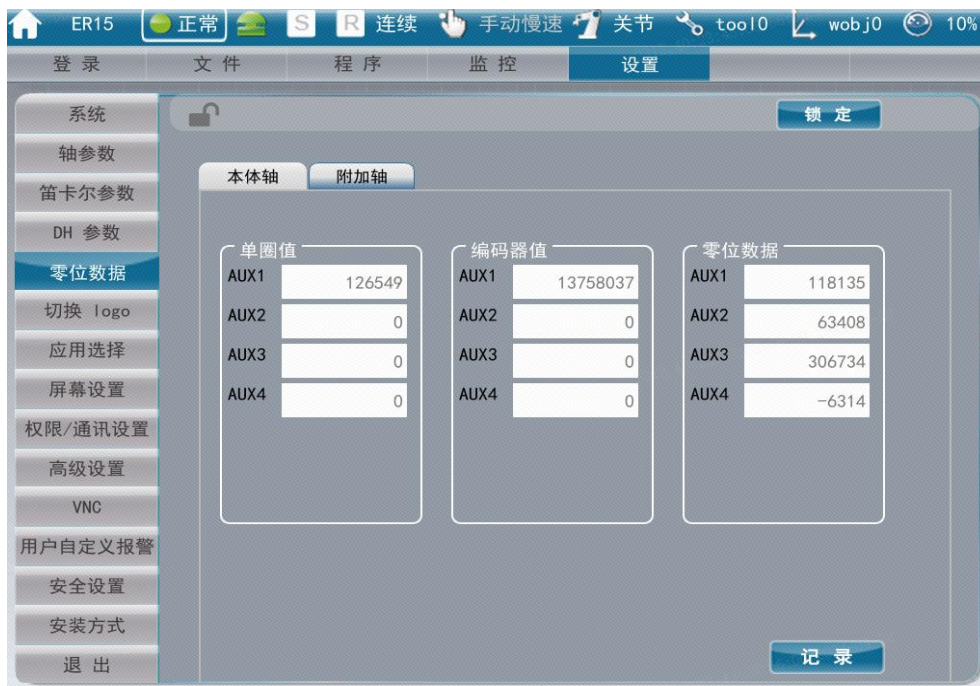 ER15 正常 S R 连续 手动慢速 关节 tool0 wobj0 10%
登 录 文 件 程 序 监 控 设置
系统
锁 定
轴参数
本体轴 附加轴
笛卡尔参数
DH 参数
零位数据
切换 logo
应用选择
屏幕设置
权限/通讯设置
高级设置
VNC
用户自定义报警
安全设置
安装方式
退 出
单圈值
AUX1 126549
AUX2 0
AUX3 0
AUX4 0
编码器值
AUX1 13758037
AUX2 0
AUX3 0
AUX4 0
零位数据
AUX1 118135
AUX2 63408
AUX3 306734
AUX4 -6314
记 录